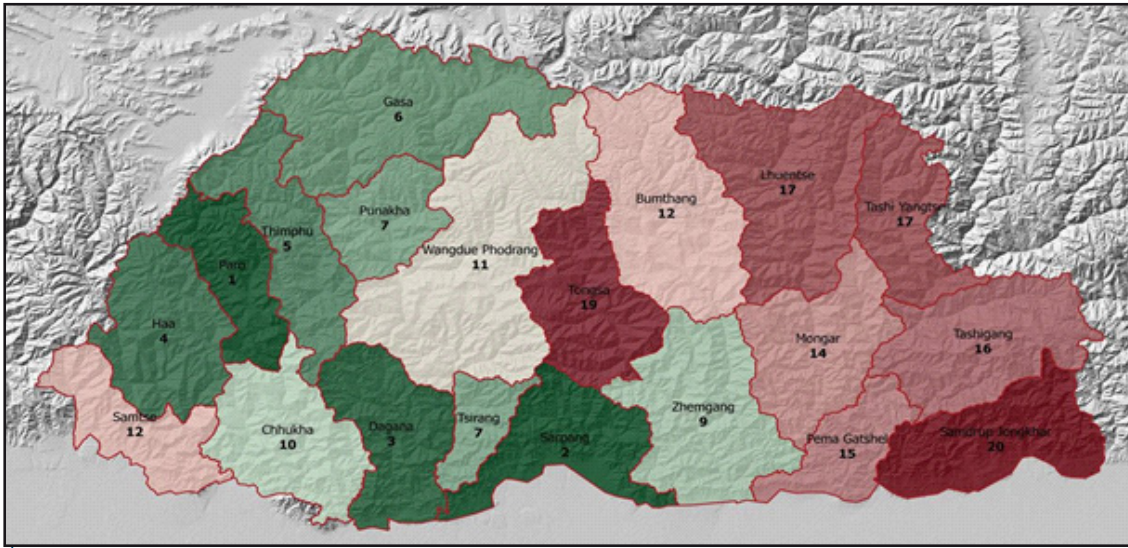 Gasa
6
Punakha
7
Thimphu
5
Paro
1
Haa
4
Wangdue Phodrang
11
Bumthang
12
Lhuentse
17
Tashi Yangtse
17
Tongsa
19
Mongar
14
Tashigang
16
Samtse
12
Chhukha
10
Dagana
3
Tsirang
7
Sarpang
2
Zhemgang
9
Pema Gatshel
15
Samdrup Jongkhar
20